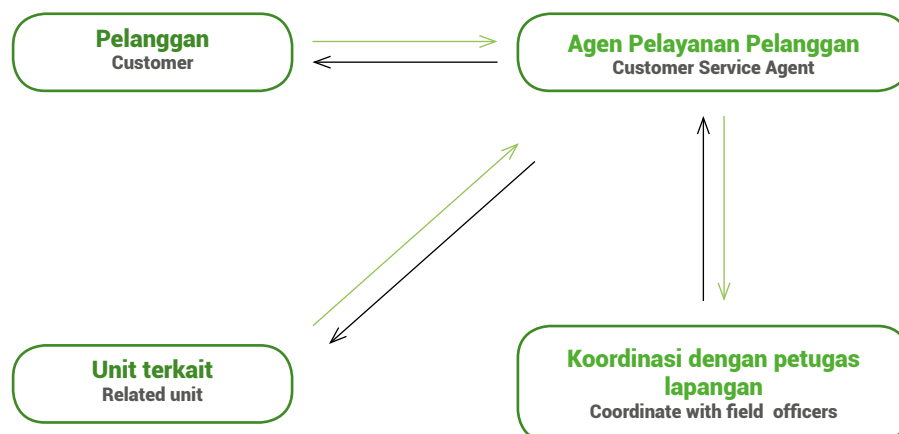 Pelanggan
Customer
Agen Pelayanan Pelanggan
Customer Service Agent
Unit terkait
Related unit
Koordinasi dengan petugas
lapangan
Coordinate with field officers